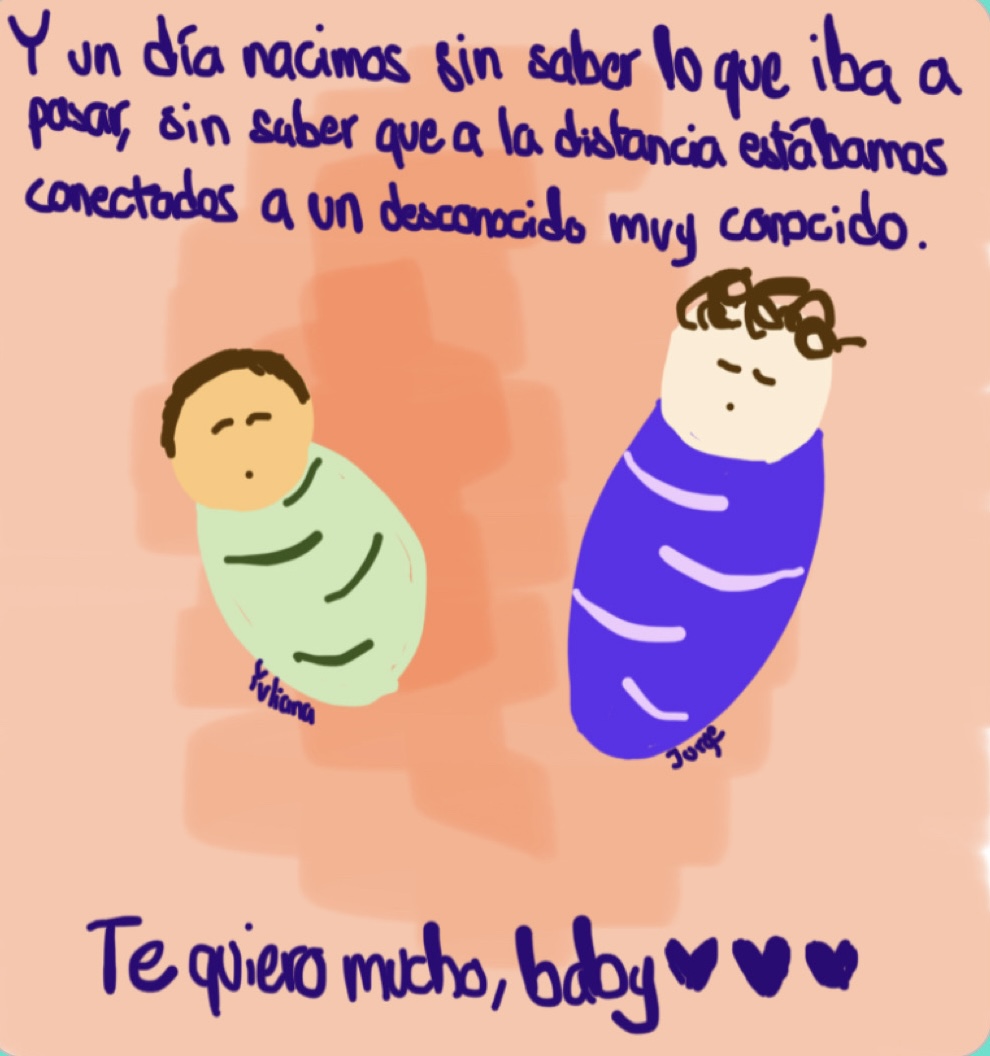 Y un día nacimos sin saber lo que iba a
pasar, sin saber que a la distancia estábamos
conectados a un desconocido muy conocido.
Yuliana
Jorge
Te quiero mucho, baby